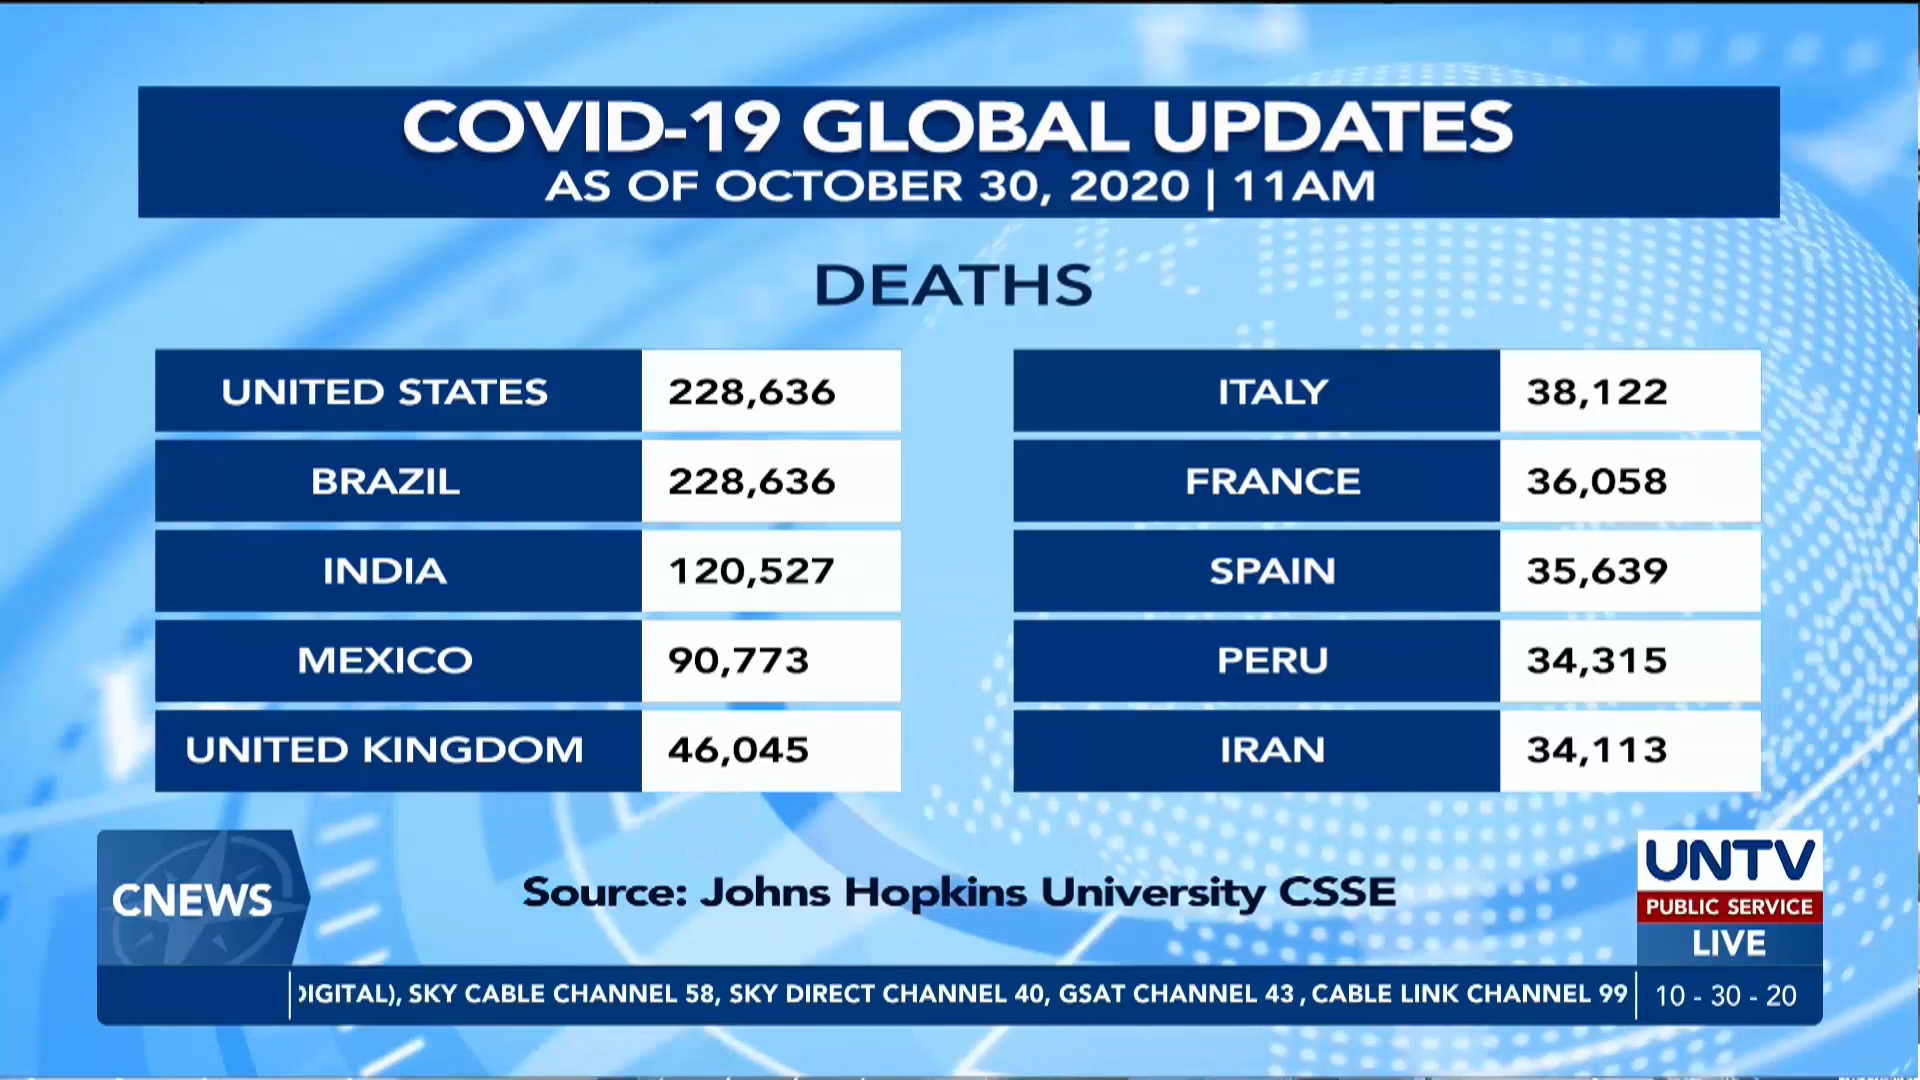 COVID-19 GLOBAL UPDATES
AS OF OCTOBER 30, 2020 | 11AM
DEATHS
UNITED STATES 228,636
BRAZIL 228,636
INDIA 120,527
MEXICO 90,773
UNITED KINGDOM 46,045
ITALY 38,122
FRANCE 36,058
SPAIN 35,639
PERU 34,315
IRAN 34,113
CNEWS
Source: Johns Hopkins University CSSE
UNTV
PUBLIC SERVICE
LIVE
DIGITAL), SKY CABLE CHANNEL 58, SKY DIRECT CHANNEL 40, GSAT CHANNEL 43, CABLE LINK CHANNEL 99
10 - 30 - 20